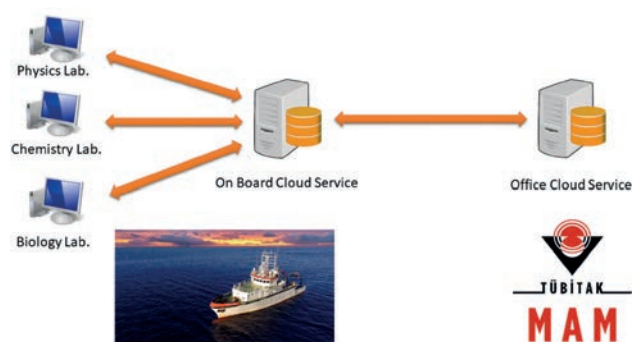 Physics Lab.
Chemistry Lab.
Biology Lab.
On Board Cloud Service
Office Cloud Service
TÜBİTAK
MAM